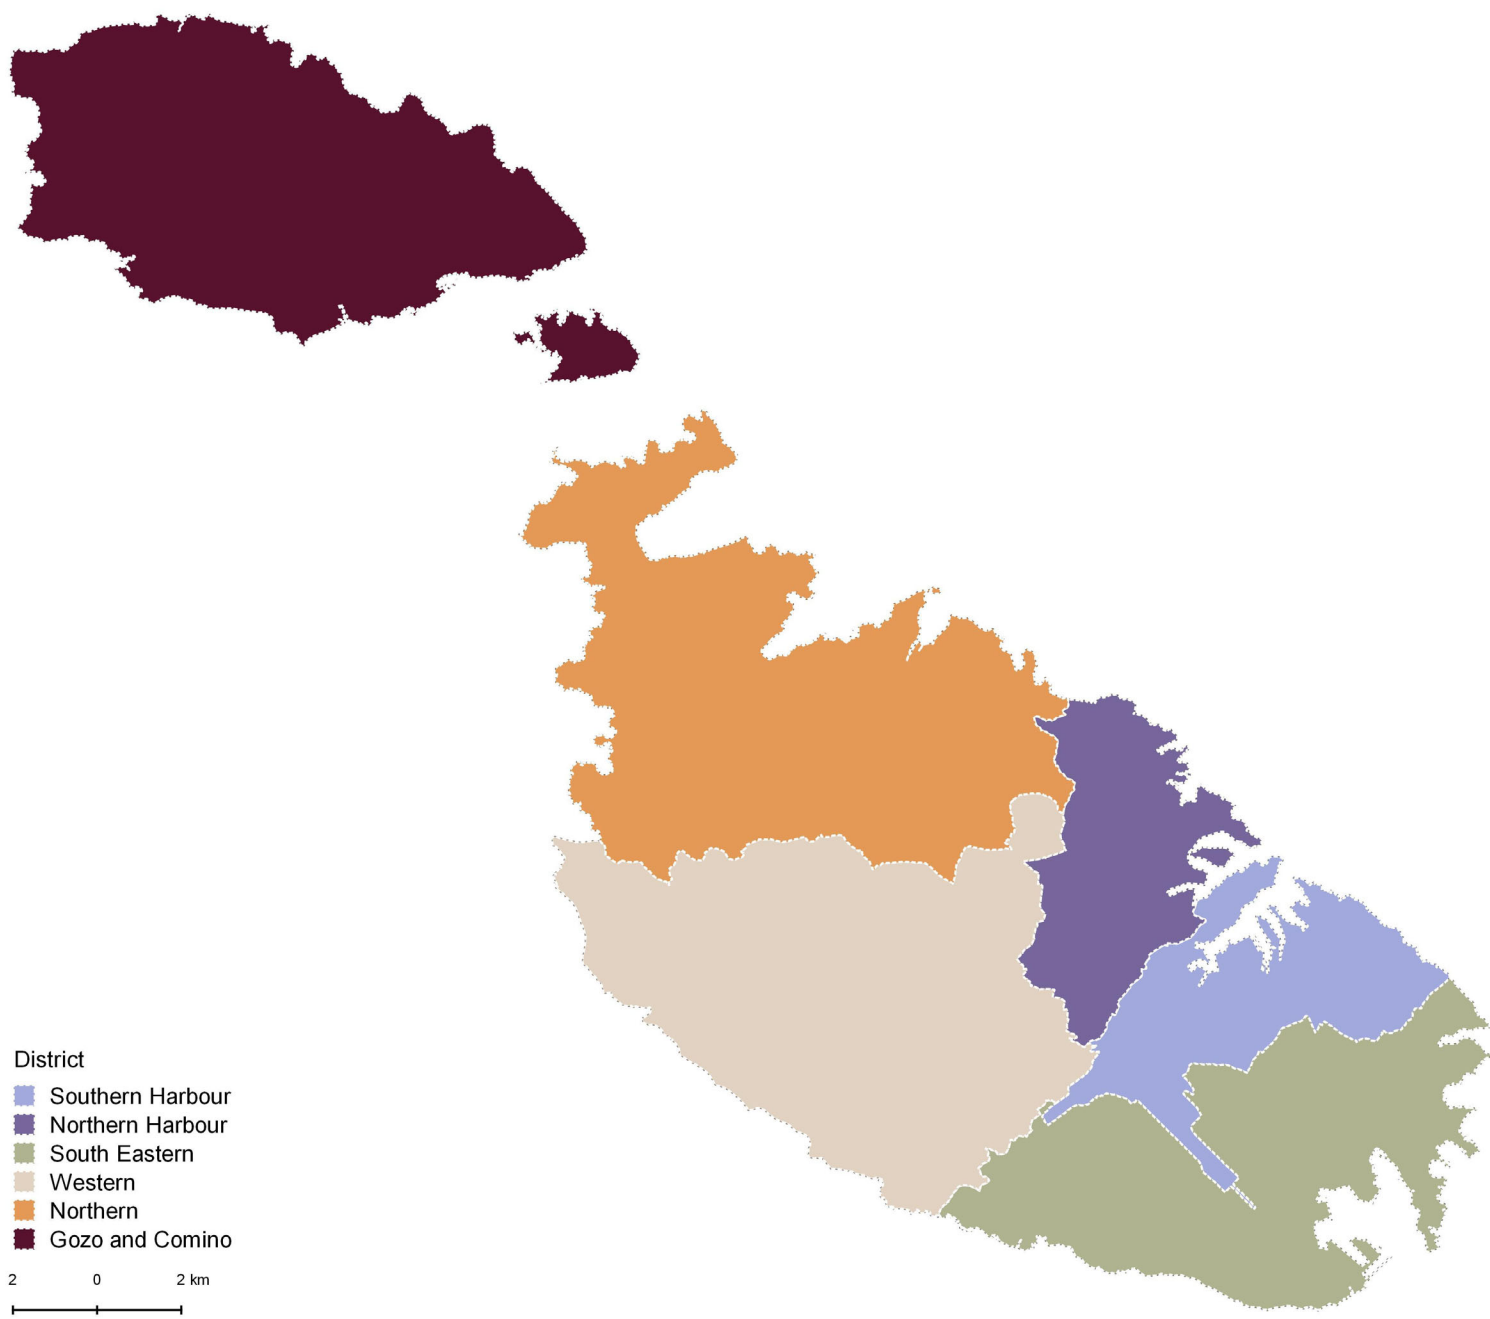 District
Southern Harbour
Northern Harbour
South Eastern
Western
Northern
Gozo and Comino
2 0 2 km